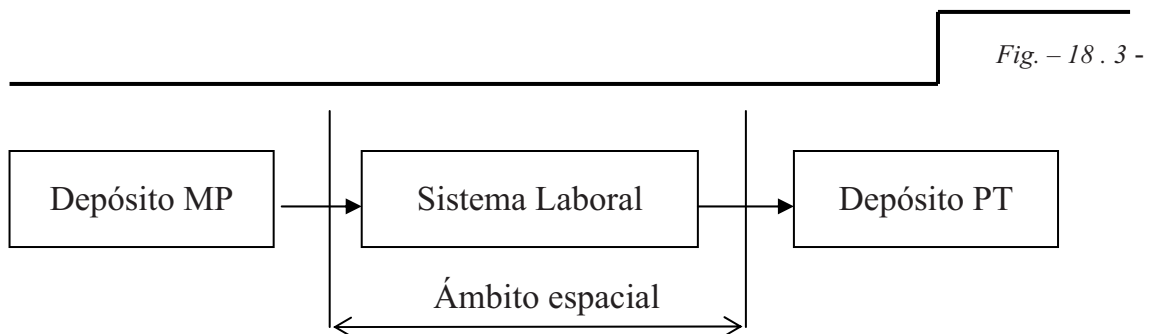 Fig. – 18 . 3 -
Depósito MP
Sistema Laboral
Depósito PT
Ámbito espacial